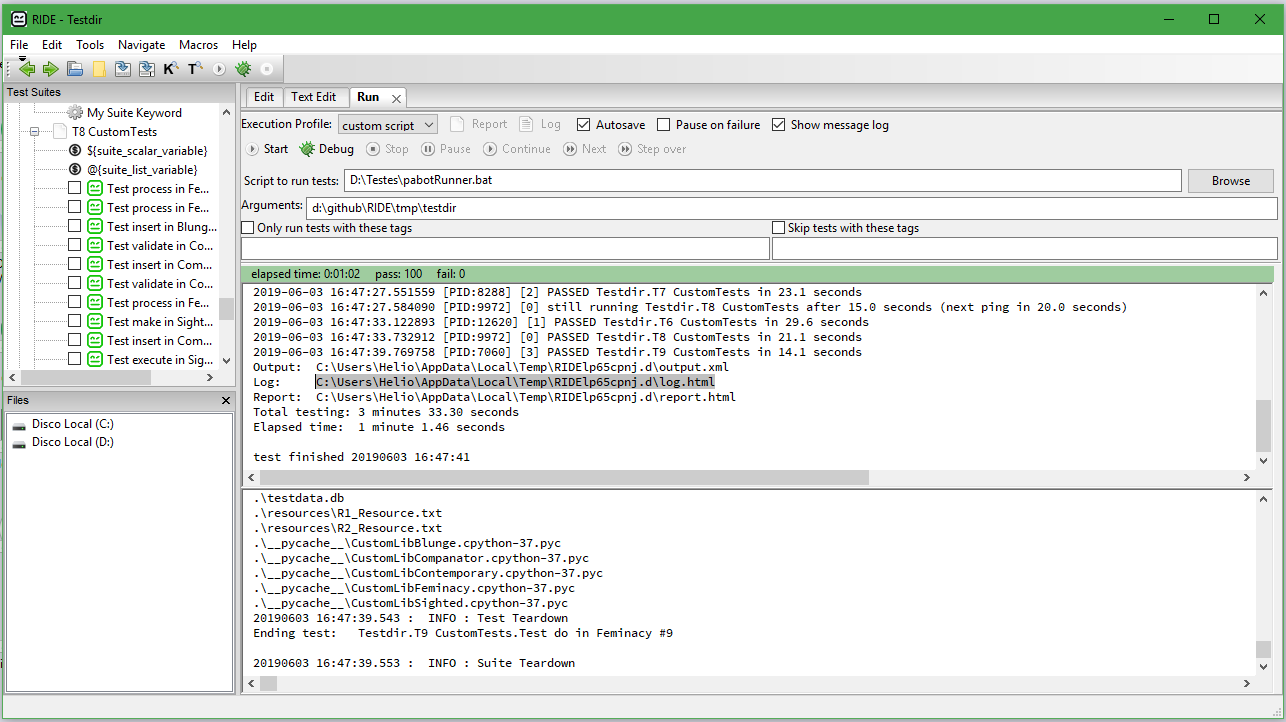 RIDE - Testdir
File Edit Tools Navigate Macros Help
Test Suites
My Suite Keyword
T8 CustomTests
${suite_scalar_variable}
@{suite_list_variable}
Test process in Fe...
Test process in Fe...
Test insert in Blung...
Test validate in Co...
Test insert in Com...
Test validate in Co...
Test process in Fe...
Test make in Sight...
Test insert in Com...
Test execute in Sig...
Files
Disco Local (C:)
Disco Local (D:)
Edit Text Edit Run
Execution Profile: custom script Report Log Autosave Pause on failure Show message log
Start Debug Stop Pause Continue Next Step over
Script to run tests: D:\Testes\pabotRunner.bat Browse
Arguments: d:\github\RIDE\tmp\testdir
Only run tests with these tags Skip tests with these tags
elapsed time: 0:01:02 pass: 100 fail: 0
2019-06-03 16:47:27.551559 [PID:8288] [2] PASSED Testdir.T7 CustomTests in 23.1 seconds
2019-06-03 16:47:27.584090 [PID:9972] [0] still running Testdir.T8 CustomTests after 15.0 seconds (next ping in 20.0 seconds)
2019-06-03 16:47:33.122893 [PID:12620] [1] PASSED Testdir.T6 CustomTests in 29.6 seconds
2019-06-03 16:47:33.732912 [PID:9972] [0] PASSED Testdir.T8 CustomTests in 21.1 seconds
2019-06-03 16:47:39.769758 [PID:7060] [3] PASSED Testdir.T9 CustomTests in 14.1 seconds
Output: C:\Users\Helio\AppData\Local\Temp\RIDElp65cpnj.d\output.xml
Log: C:\Users\Helio\AppData\Local\Temp\RIDElp65cpnj.d\log.html
Report: C:\Users\Helio\AppData\Local\Temp\RIDElp65cpnj.d\report.html
Total testing: 3 minutes 33.30 seconds
Elapsed time: 1 minute 1.46 seconds
test finished 20190603 16:47:41
.\testdata.db
.\resources\R1_Resource.txt
.\resources\R2_Resource.txt
.\__pycache__\CustomLibBlunge.cpython-37.pyc
.\__pycache__\CustomLibCompanator.cpython-37.pyc
.\__pycache__\CustomLibContemporary.cpython-37.pyc
.\__pycache__\CustomLibFeminacy.cpython-37.pyc
.\__pycache__\CustomLibSighted.cpython-37.pyc
20190603 16:47:39.543 : INFO : Test Teardown
Ending test: Testdir.T9 CustomTests.Test do in Feminacy #9
20190603 16:47:39.553 : INFO : Suite Teardown